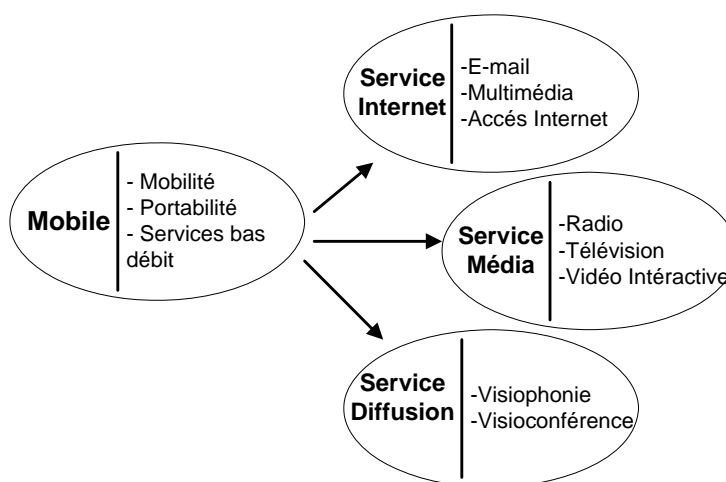 Mobile
- Mobilité
- Portabilité
- Services bas
débit
Service
Internet
-E-mail
-Multimédia
-Accés Internet
Service
Média
-Radio
-Télévision
-Vidéo Intéractive
Service
Diffusion
-Visiophonie
-Visioconférence